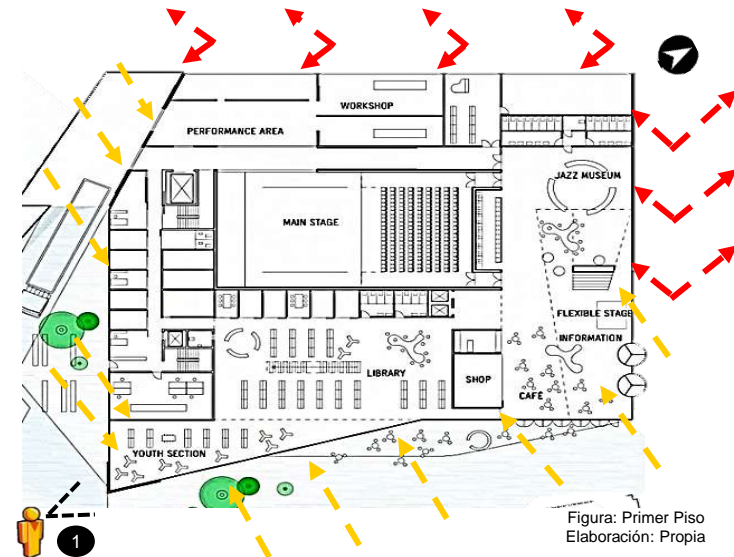 WORKSHOP
PERFORMANCE AREA
JAZZ MUSEUM
MAIN STAGE
FLEXIBLE STAGE
INFORMATION
LIBRARY
SHOP
CAFÉ
YOUTH SECTION
1
Figura: Primer Piso
Elaboración: Propia